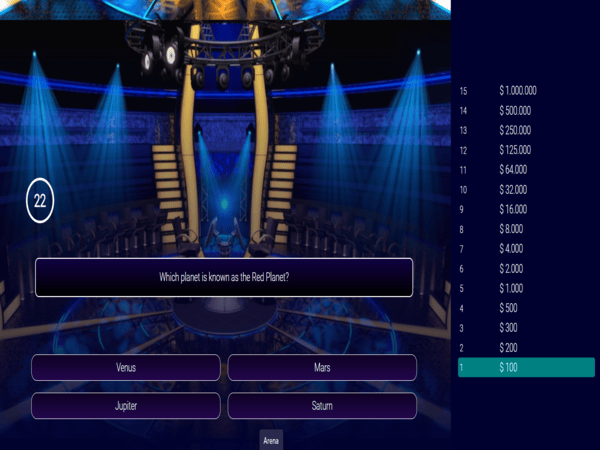 22
Which planet is known as the Red Planet?
Venus
Mars
Jupiter
Saturn
Arena
15 $ 1.000.000
14 $ 500.000
13 $ 250.000
12 $ 125.000
11 $ 64.000
10 $ 32.000
9 $ 16.000
8 $ 8.000
7 $ 4.000
6 $ 2.000
5 $ 1.000
4 $ 500
3 $ 300
2 $ 200
1 $ 100